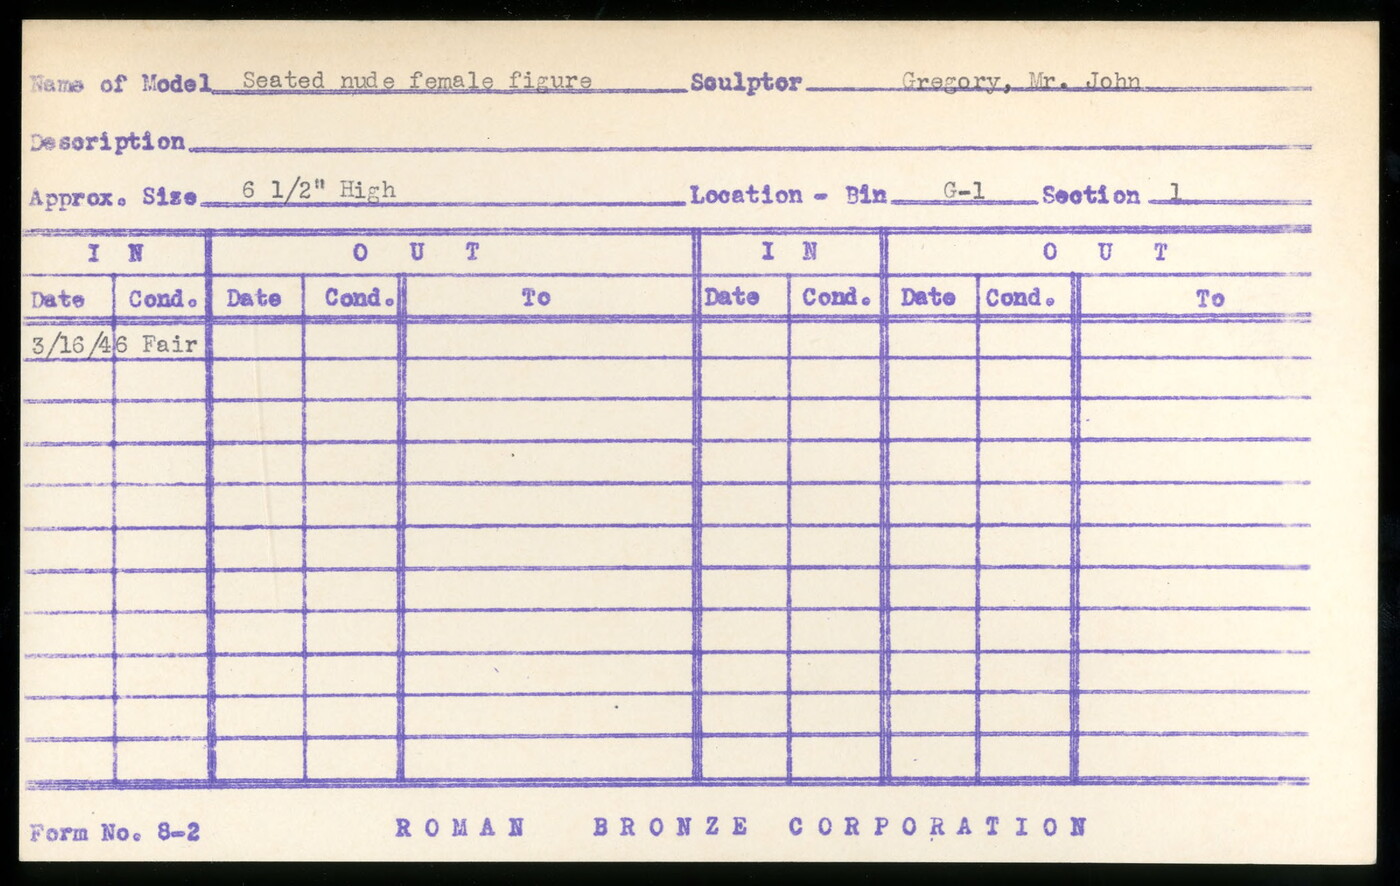 Name of Model Seated nude female figure Sculptor Gregory, Mr. John
Description
Approx. Size 6 1/2" High Location - Bin G-1 Section 1
IN OUT IN OUT
Date Cond. Date Cond. To Date Cond. Date Cond. To
3/16/46 Fair
Form No. 8-2 ROMAN BRONZE CORPORATION